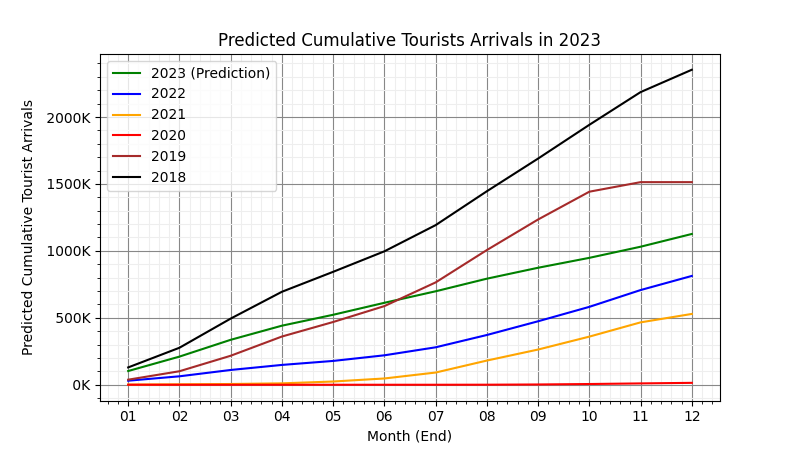 Predicted Cumulative Tourists Arrivals in 2023
2023 (Prediction)
2022
2021
2020
2019
2018
Predicted Cumulative Tourist Arrivals
2000K
1500K
1000K
500K
0K
01 02 03 04 05 06 07 08 09 10 11 12
Month (End)